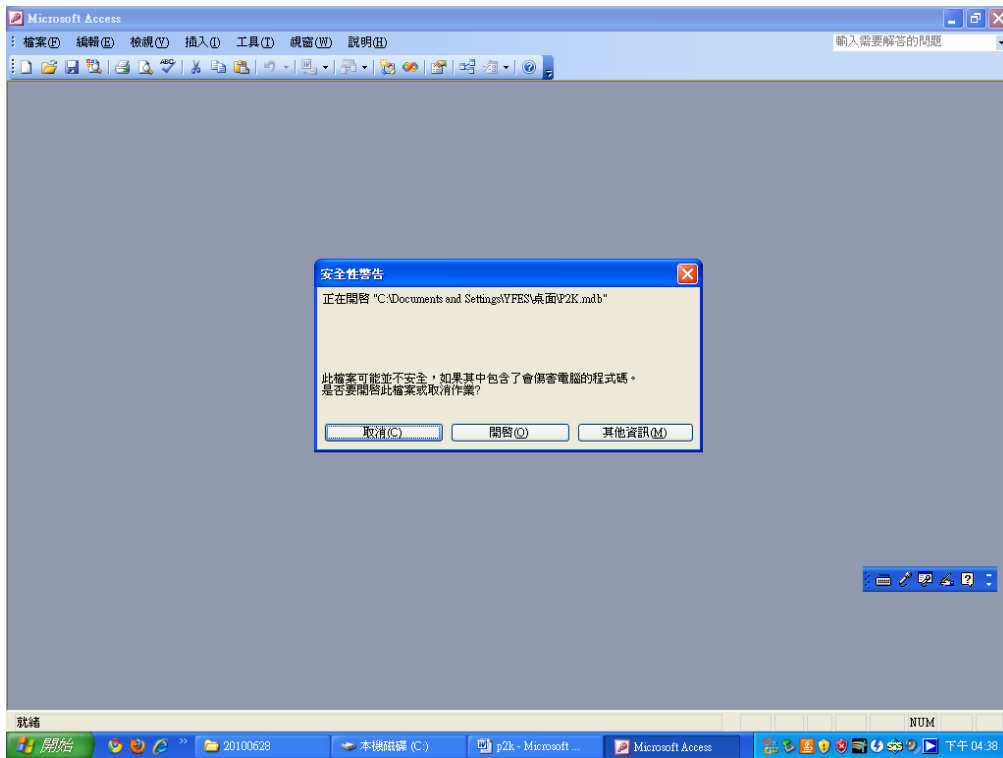 Microsoft Access
檔案(F) 編輯(E) 檢視(V) 插入(I) 工具(T) 視窗(W) 說明(H) 輸入需要解答的問題
安全性警告
正在開啓 "C:\Documents and Settings\YFES\桌面\P2K.mdb"
此檔案可能並不安全，如果其中包含了會傷害電腦的程式碼。
是否要開啓此檔案或取消作業?
取消(C) 開啓(O) 其他資訊(M)
就緒 NUM
開始 20100628 本機磁碟 (C:) p2k - Microsoft ... Microsoft Access 下午 04:38